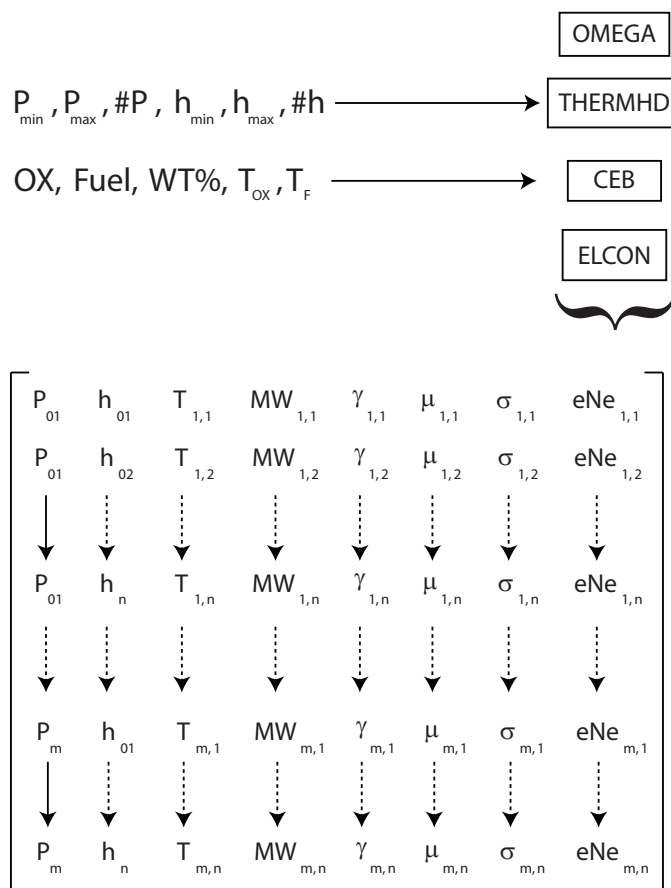 OMEGA
P_min, P_max, #P, h_min, h_max, #h THERMHD
OX, Fuel, WT%, T_OX, T_F CEB
ELCON
P_01 h_01 T_1,1 MW_1,1 γ_1,1 μ_1,1 σ_1,1 eNe_1,1
P_01 h_02 T_1,2 MW_1,2 γ_1,2 μ_1,2 σ_1,2 eNe_1,2
P_01 h_n T_1,n MW_1,n γ_1,n μ_1,n σ_1,n eNe_1,n
P_m h_01 T_m,1 MW_m,1 γ_m,1 μ_m,1 σ_m,1 eNe_m,1
P_m h_n T_m,n MW_m,n γ_m,n μ_m,n σ_m,n eNe_m,n